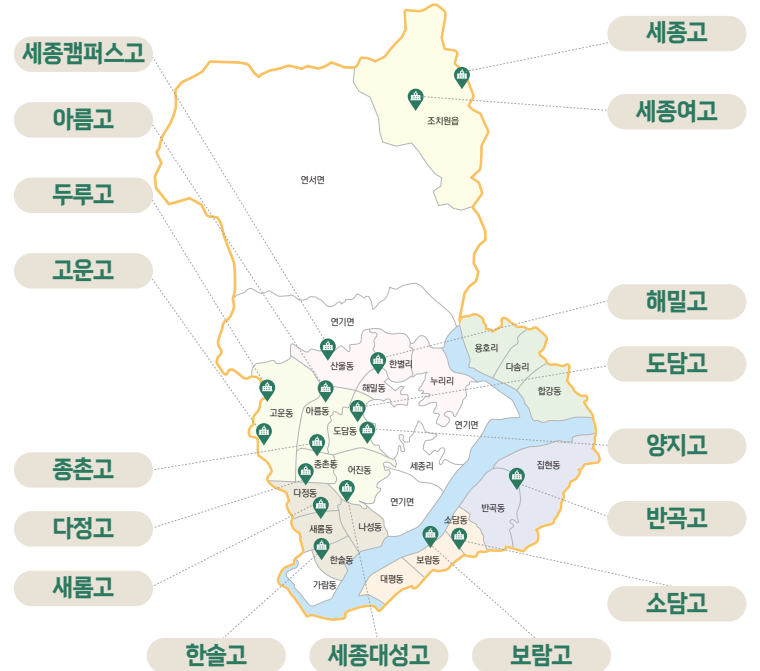 세종캠퍼스고
아름고
두루고
고운고
종촌고
다정고
새롬고
한솔고
세종대성고
보람고
세종고
세종여고
해밀고
도담고
양지고
반곡고
소담고
조치원읍
연서면
연기면
산울동
한별리
해밀동
누리리
용호리
다솜리
합강동
고운동
아름동
도담동
연기면
종촌동
어진동
세종리
집현동
다정동
연기면
반곡동
새롬동
나성동
소담동
한솔동
보람동
가람동
대평동